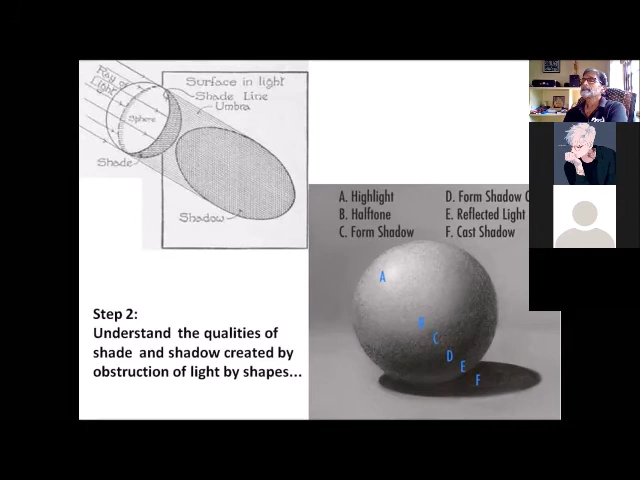 Ray of
Light
Surface in light
Shade Line
Umbra
Sphere
Shade
Shadow
A. Highlight
D. Form Shadow C
B. Halftone
E. Reflected Light
C. Form Shadow
F. Cast Shadow
A
B
C
D
E
F
Step 2:
Understand the qualities of
shade and shadow created by
obstruction of light by shapes...